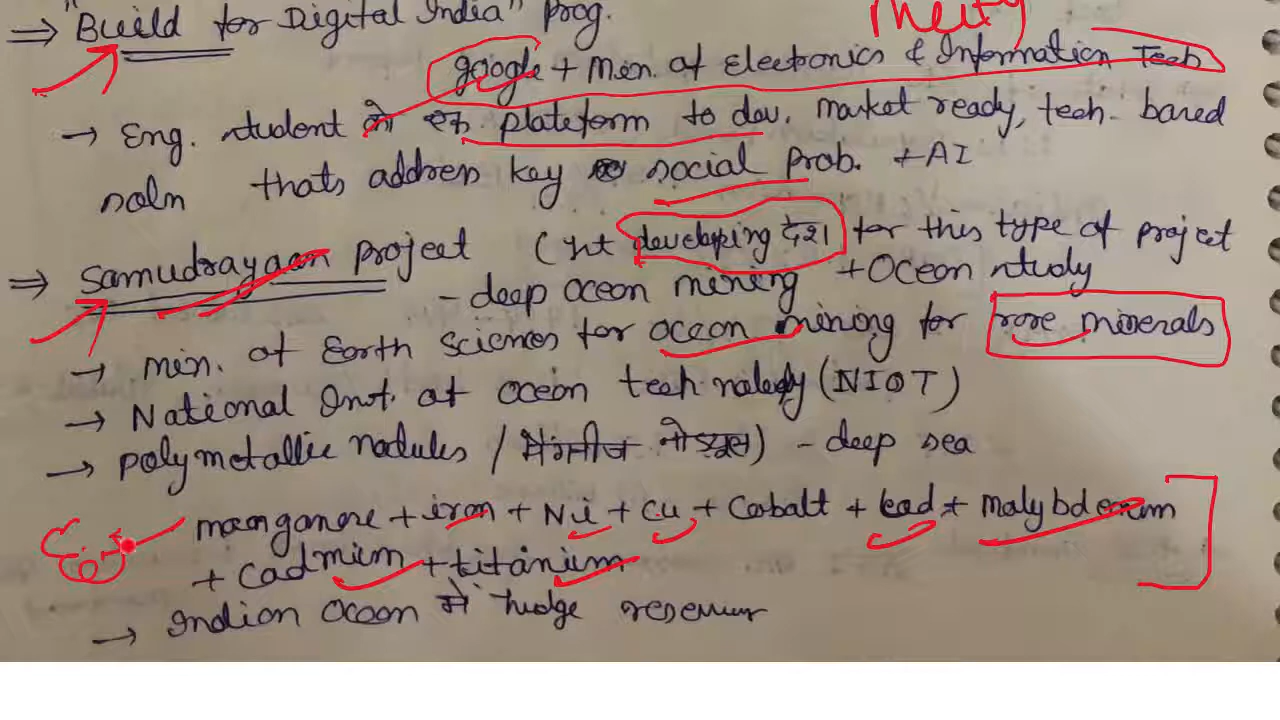 ⇒ "Build for Digital India" prog.
Meity
google + Min. of Electronics & Information Tech
→ Eng. student को एक plateform to dev. market ready, tech. based
soln thats address key social prob. + AI
⇒ Samudrayaan project (1st developing देश for this type of project
- deep ocean mining + Ocean study
→ Min. of Earth Sciences for ocean mining for rare minerals
→ National Inst. of ocean technology (NIOT)
→ polymetallic nodules / मैंगनीज नोड्यूल्स) - deep sea
manganese + iron + Ni + Cu + Cobalt + lead + Molybdenum
+ Cadmium + titanium
→ Indian Ocean में hudge reserve